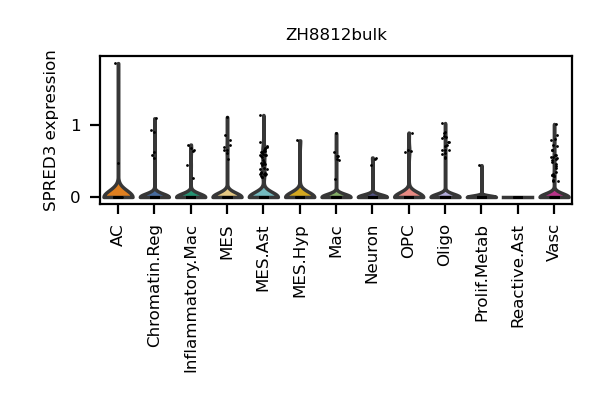 ZH8812bulk
SPRED3 expression
1
0
AC
Chromatin.Reg
Inflammatory.Mac
MES
MES.Ast
MES.Hyp
Mac
Neuron
OPC
Oligo
Prolif.Metab
Reactive.Ast
Vasc